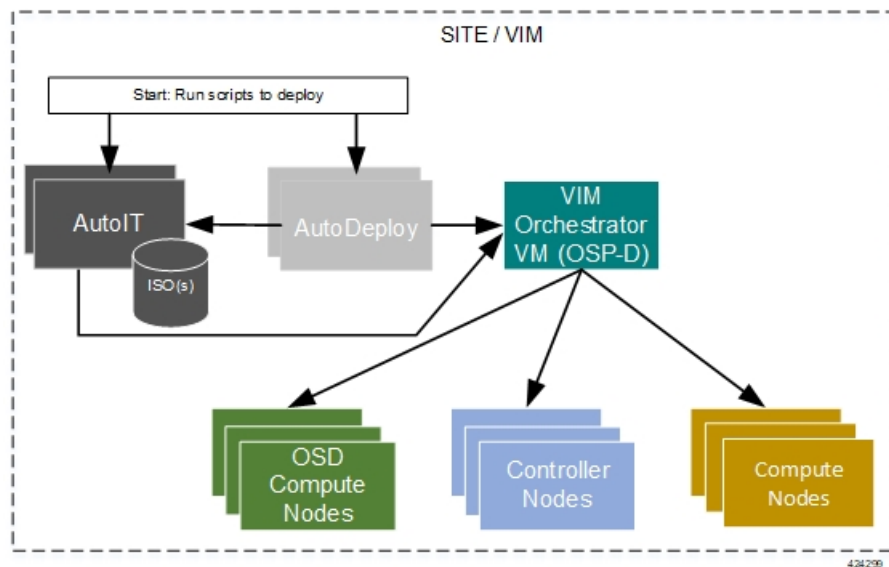 SITE / VIM
Start: Run scripts to deploy
AutoIT
ISO(s)
AutoDeploy
VIM
Orchestrator
VM (OSP-D)
OSD
Compute
Nodes
Controller
Nodes
Compute
Nodes
434299